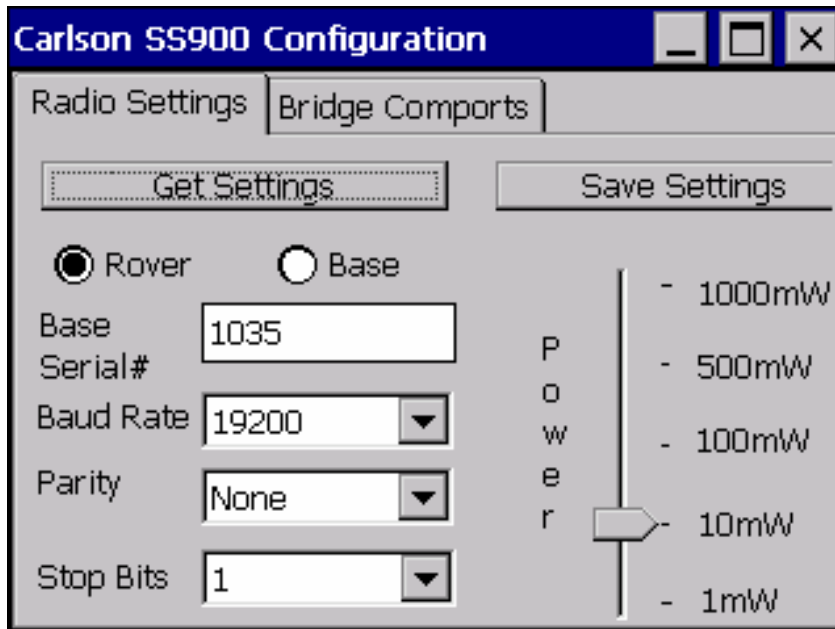 Carlson SS900 Configuration
Radio Settings
Bridge Comports
Get Settings
Save Settings
Rover
Base
Base
Serial#
1035
Baud Rate
19200
Parity
None
Stop Bits
1
Power
1000mW
500mW
100mW
10mW
1mW